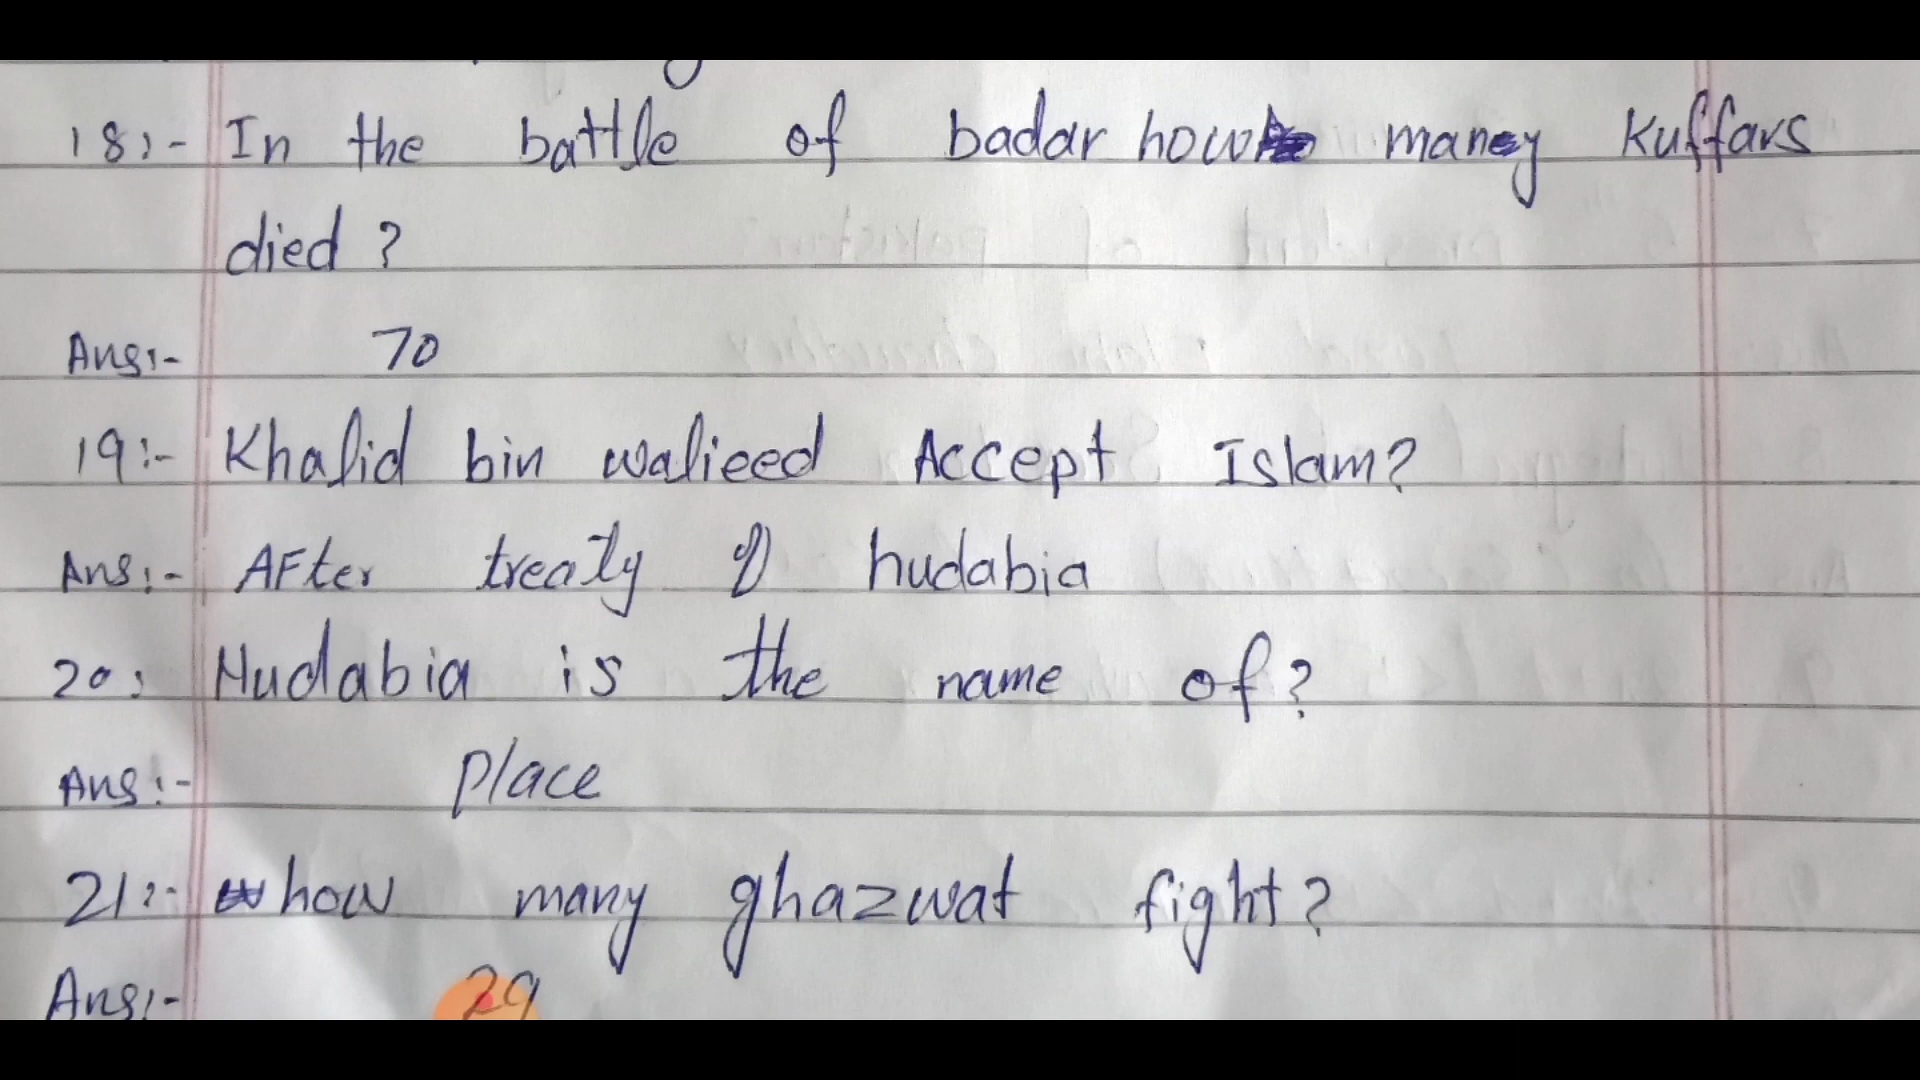 18:- In the battle of badar how many Kuffars
died ?
Ans:- 70
19:- Khalid bin walieed Accept Islam?
Ans:- AFter treaty of hudabia
20: Hudabia is the name of?
Ans:- place
21:- how many ghazwat fight?
Ans:- 29